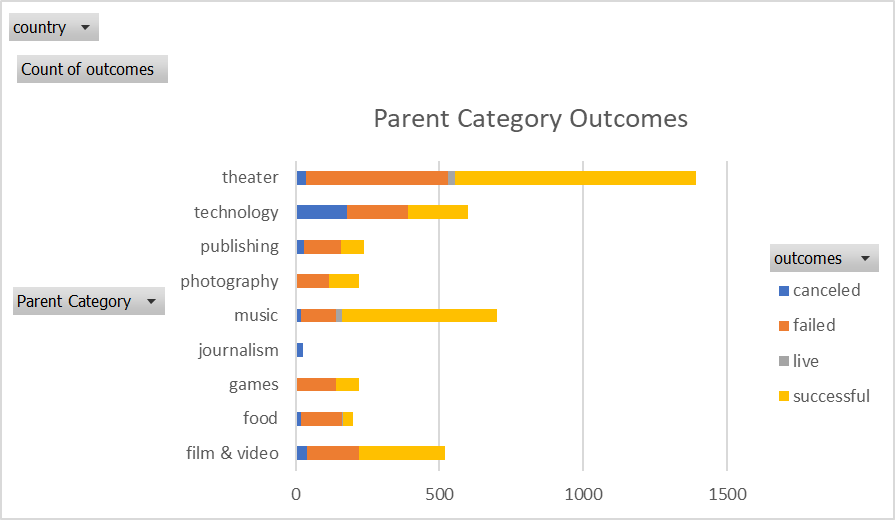 country
Count of outcomes
Parent Category Outcomes
theater
technology
publishing
photography
music
journalism
games
food
film & video
Parent Category
0 500 1000 1500
outcomes
canceled
failed
live
successful